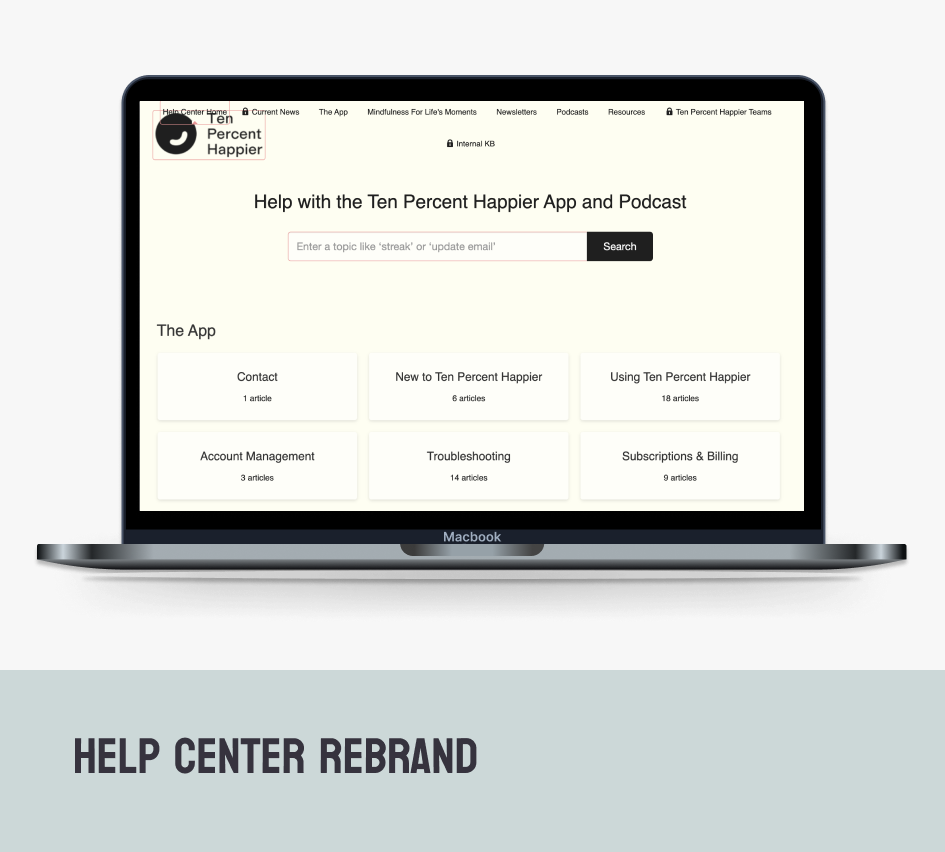 Help Center Home Current News The App Mindfulness For Life's Moments Newsletters Podcasts Resources Ten Percent Happier Teams
Ten
Percent
Happier
Internal KB
Help with the Ten Percent Happier App and Podcast
Enter a topic like ‘streak’ or ‘update email’ Search
The App
Contact New to Ten Percent Happier Using Ten Percent Happier
1 article 6 articles 18 articles
Account Management Troubleshooting Subscriptions & Billing
3 articles 14 articles 9 articles
Macbook
HELP CENTER REBRAND